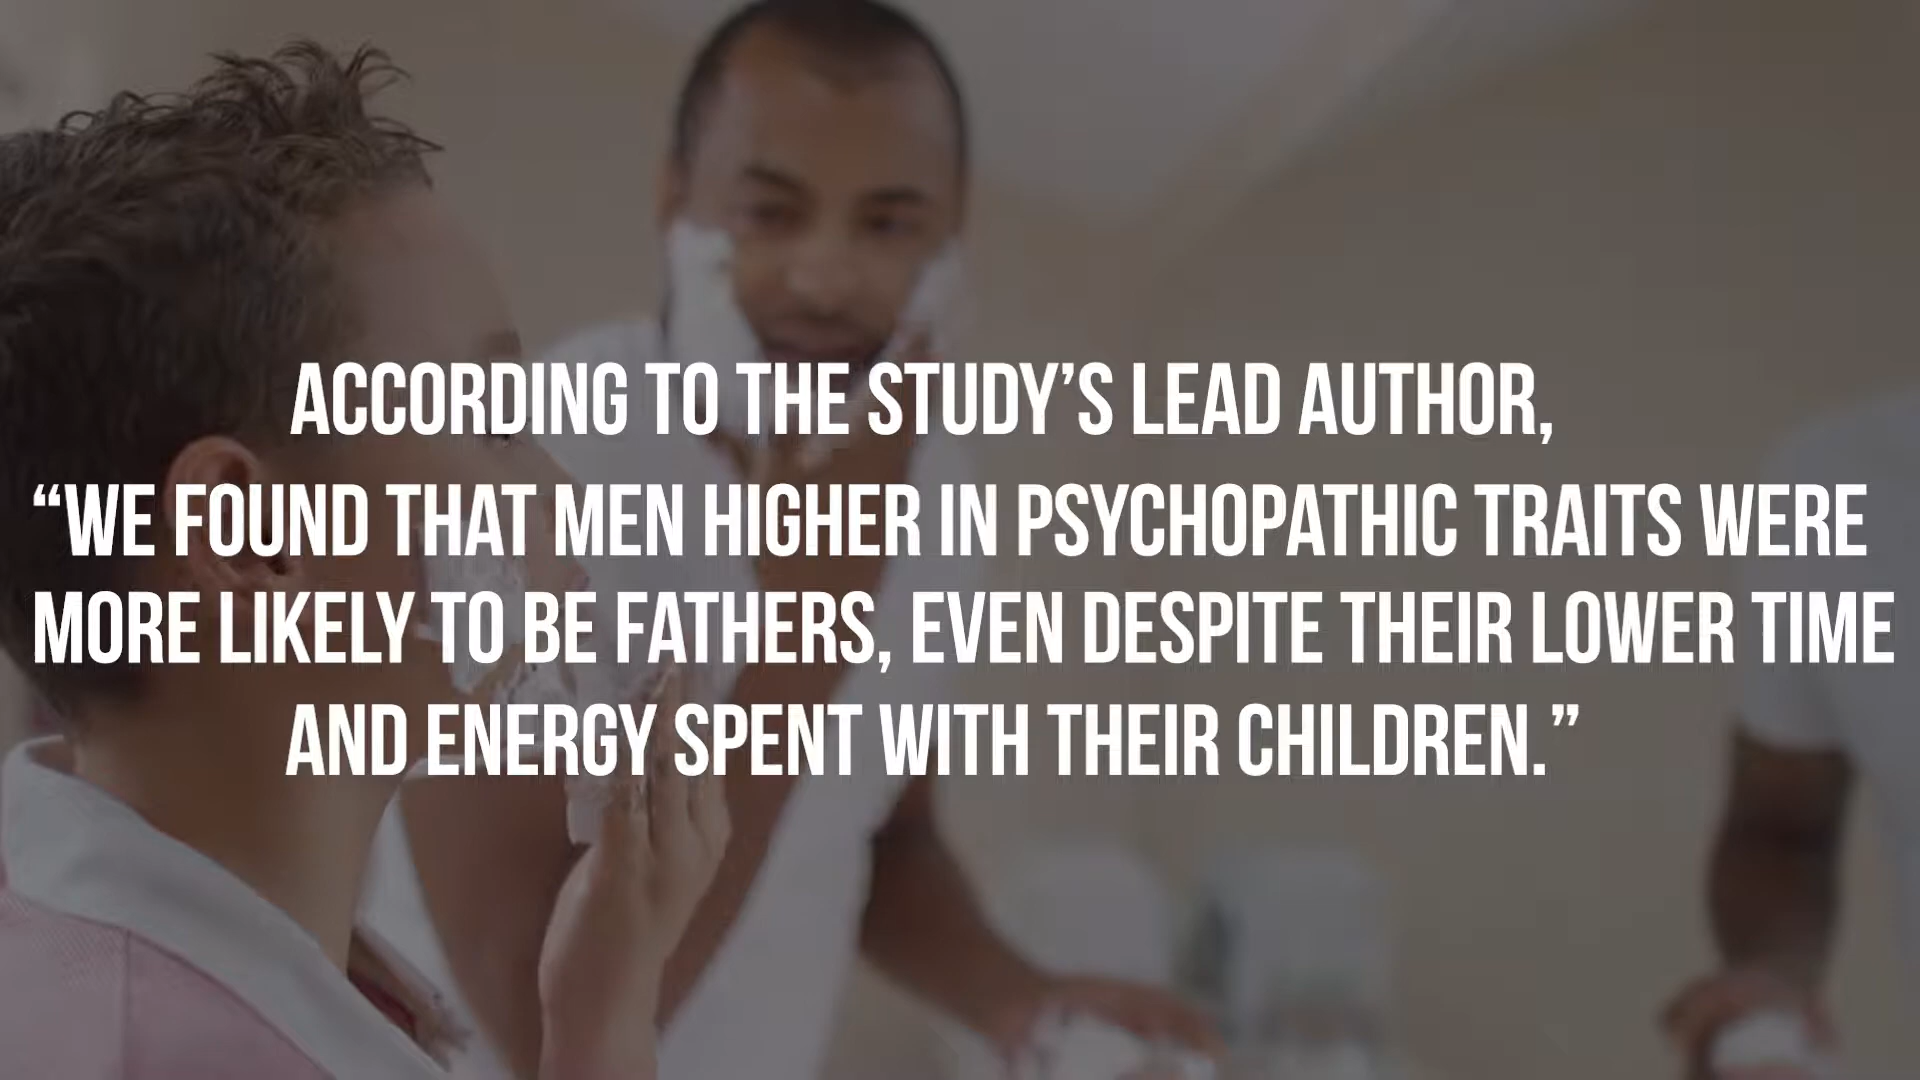 ACCORDING TO THE STUDY’S LEAD AUTHOR,
“WE FOUND THAT MEN HIGHER IN PSYCHOPATHIC TRAITS WERE
MORE LIKELY TO BE FATHERS, EVEN DESPITE THEIR LOWER TIME
AND ENERGY SPENT WITH THEIR CHILDREN.”